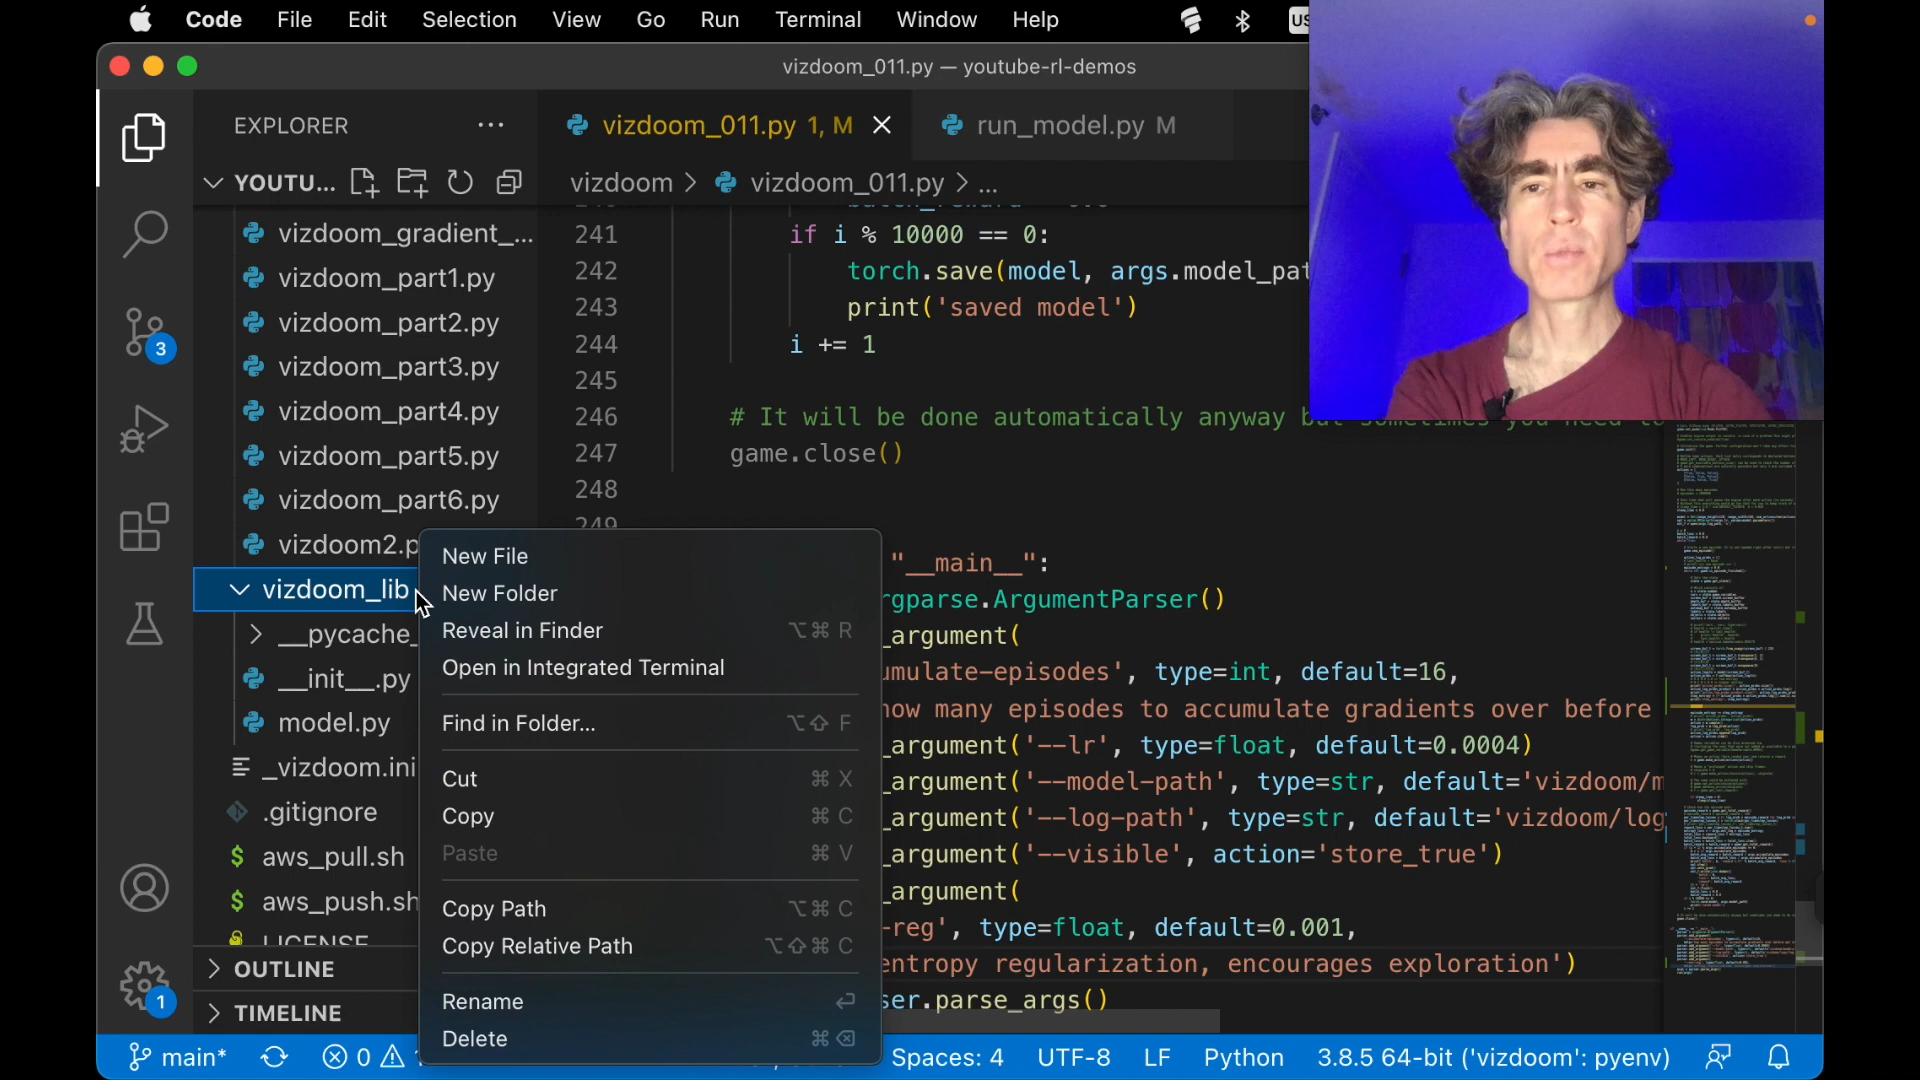 Code File Edit Selection View Go Run Terminal Window Help US
vizdoom_011.py — youtube-rl-demos
EXPLORER
YOUTU...
vizdoom_gradient_...
vizdoom_part1.py
vizdoom_part2.py
vizdoom_part3.py
vizdoom_part4.py
vizdoom_part5.py
vizdoom_part6.py
vizdoom2.p
vizdoom_lib
__pycache_
__init__.py
model.py
_vizdoom.ini
.gitignore
$ aws_pull.sh
$ aws_push.sh
LICENSE
OUTLINE
TIMELINE
3
1
vizdoom_011.py 1, M
run_model.py M
vizdoom > vizdoom_011.py > ...
241 if i % 10000 == 0:
242 torch.save(model, args.model_pat
243 print('saved model')
244 i += 1
245
246 # It will be done automatically anyway but sometimes you need to
247 game.close()
248
249
"__main__":
rgparse.ArgumentParser()
_argument(
umulate-episodes', type=int, default=16,
how many episodes to accumulate gradients over before
_argument('--lr', type=float, default=0.0004)
_argument('--model-path', type=str, default='vizdoom/m
_argument('--log-path', type=str, default='vizdoom/log
_argument('--visible', action='store_true')
_argument(
-reg', type=float, default=0.001,
entropy regularization, encourages exploration')
ser.parse_args()
New File
New Folder
Reveal in Finder ⌥⌘ R
Open in Integrated Terminal
Find in Folder... ⌥⇧ F
Cut ⌘ X
Copy ⌘ C
Paste ⌘ V
Copy Path ⌥⌘ C
Copy Relative Path ⌥⇧⌘ C
Rename ⏎
Delete ⌘⌫
main* 0 Spaces: 4 UTF-8 LF Python 3.8.5 64-bit ('vizdoom': pyenv)